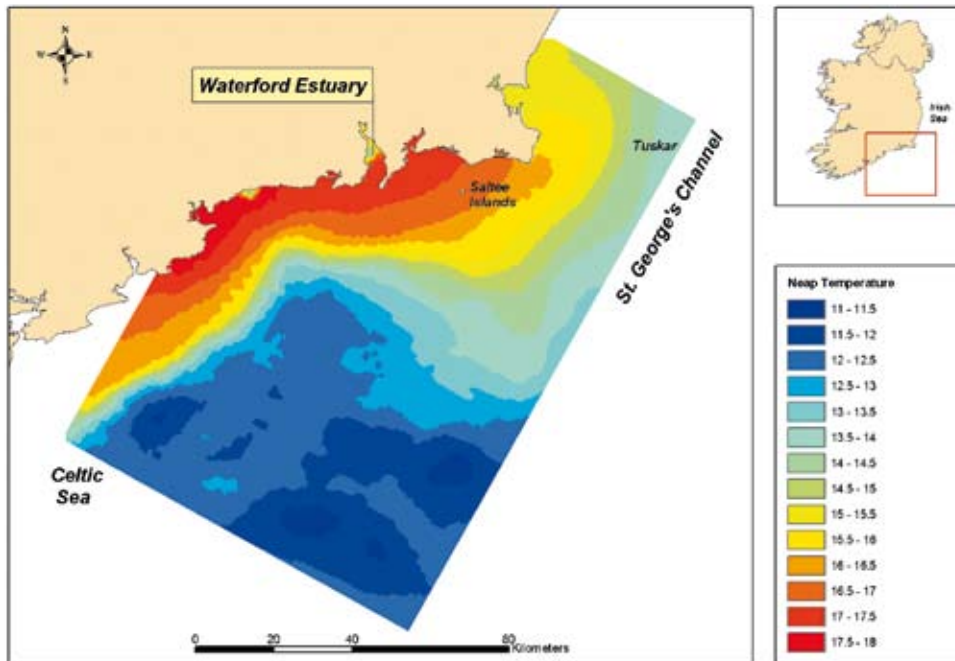 N
W E
S
Waterford Estuary
Saltee
Islands
Tuskar
St. George's Channel
Celtic
Sea
0 20 40 80
Kilometers
Irish
Sea
Neap Temperature
11 - 11.5
11.5 - 12
12 - 12.5
12.5 - 13
13 - 13.5
13.5 - 14
14 - 14.5
14.5 - 15
15 - 15.5
15.5 - 16
16 - 16.5
16.5 - 17
17 - 17.5
17.5 - 18